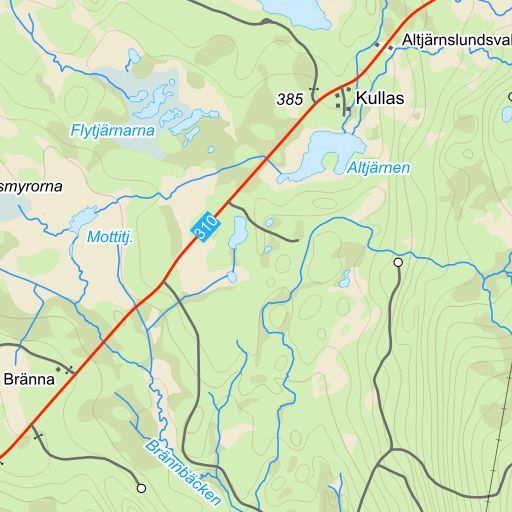 Altjärnslundsval
385
Kullas
Flytjärnarna
Altjärnen
smyrorna
310
Mottitj.
Bränna
Brännbäcken